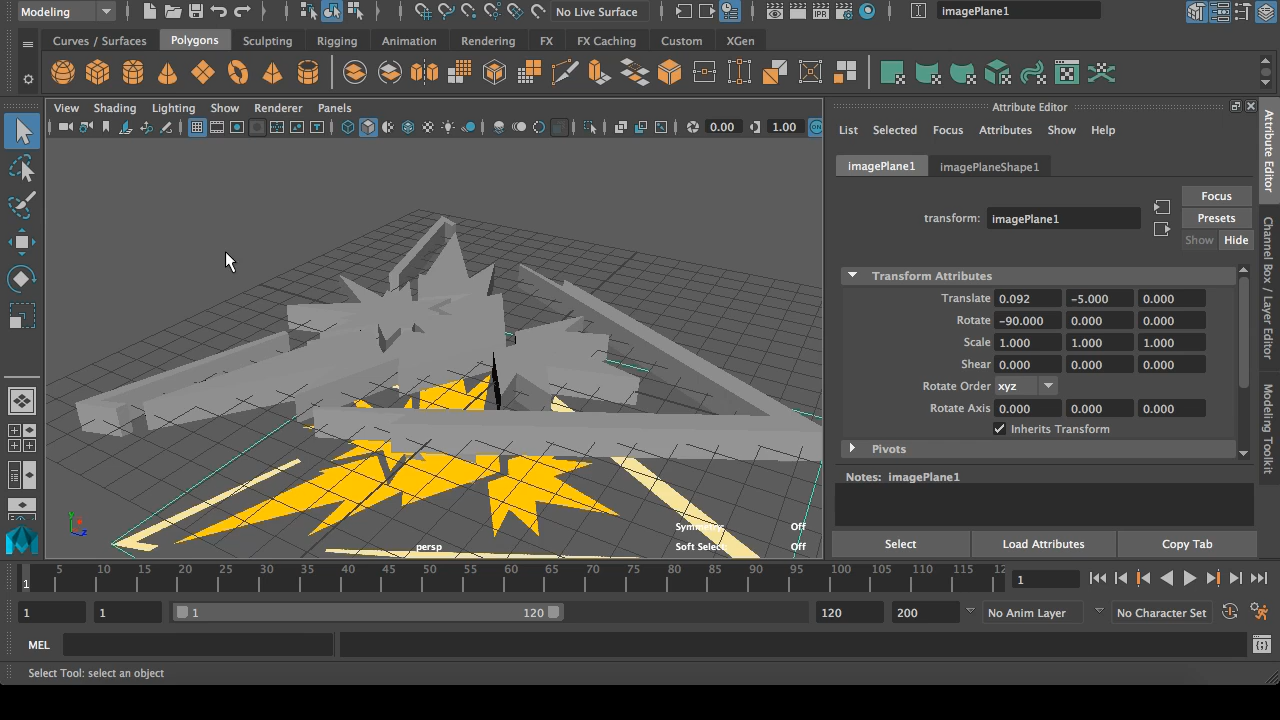 Modeling No Live Surface imagePlane1
Curves / Surfaces Polygons Sculpting Rigging Animation Rendering FX FX Caching Custom XGen
View Shading Lighting Show Renderer Panels
0.00 1.00 ON
Attribute Editor
List Selected Focus Attributes Show Help
imagePlane1 imagePlaneShape1
transform: imagePlane1
Focus
Presets
Show Hide
Transform Attributes
Translate 0.092 -5.000 0.000
Rotate -90.000 0.000 0.000
Scale 1.000 1.000 1.000
Shear 0.000 0.000 0.000
Rotate Order xyz
Rotate Axis 0.000 0.000 0.000
Inherits Transform
Pivots
Notes: imagePlane1
Select Load Attributes Copy Tab
Attribute Editor
Channel Box / Layer Editor
Modeling Toolkit
Symmetry Off
Soft Select Off
persp
5 10 15 20 25 30 35 40 45 50 55 60 65 70 75 80 85 90 95 100 105 110 115 12
1 1
1 1 1 120 120 200 No Anim Layer No Character Set
MEL
Select Tool: select an object